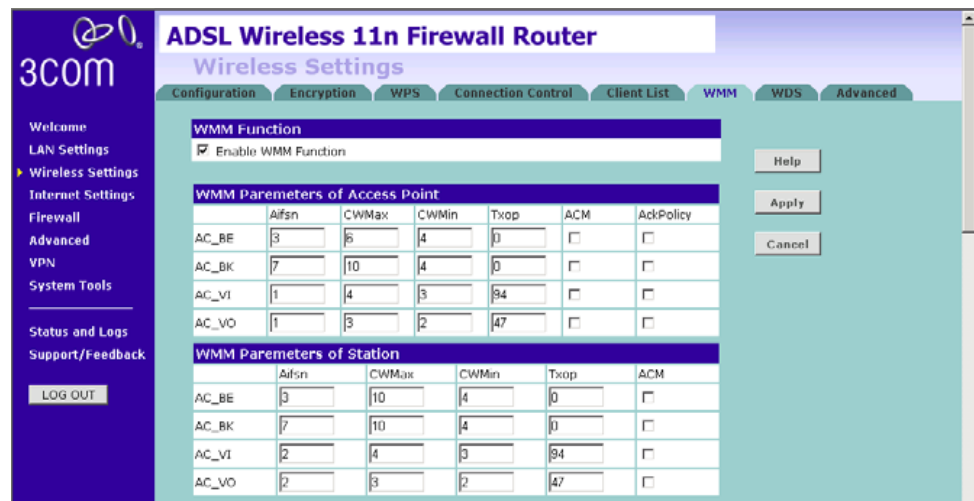 3COM
ADSL Wireless 11n Firewall Router
Wireless Settings
Configuration Encryption WPS Connection Control Client List WMM WDS Advanced
Welcome
LAN Settings
Wireless Settings
Internet Settings
Firewall
Advanced
VPN
System Tools
Status and Logs
Support/Feedback
LOG OUT
WMM Function
Enable WMM Function
WMM Paremeters of Access Point
Aifsn CWMax CWMin Txop ACM AckPolicy
AC_BE 3 6 4 0
AC_BK 7 10 4 0
AC_VI 1 4 3 94
AC_VO 1 3 2 47
WMM Paremeters of Station
Aifsn CWMax CWMin Txop ACM
AC_BE 3 10 4 0
AC_BK 7 10 4 0
AC_VI 2 4 3 94
AC_VO 2 3 2 47
Help
Apply
Cancel